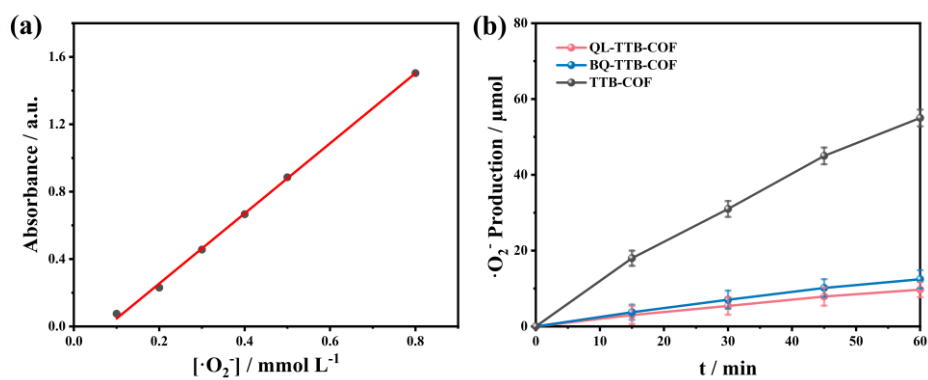 (a)
Absorbance / a.u.
1.6
1.2
0.8
0.4
0.0
0.0 0.2 0.4 0.6 0.8
[·O₂⁻] / mmol L⁻¹
(b)
·O₂⁻ Production / μmol
QL-TTB-COF
BQ-TTB-COF
TTB-COF
80
60
40
20
0
0 10 20 30 40 50 60
t / min